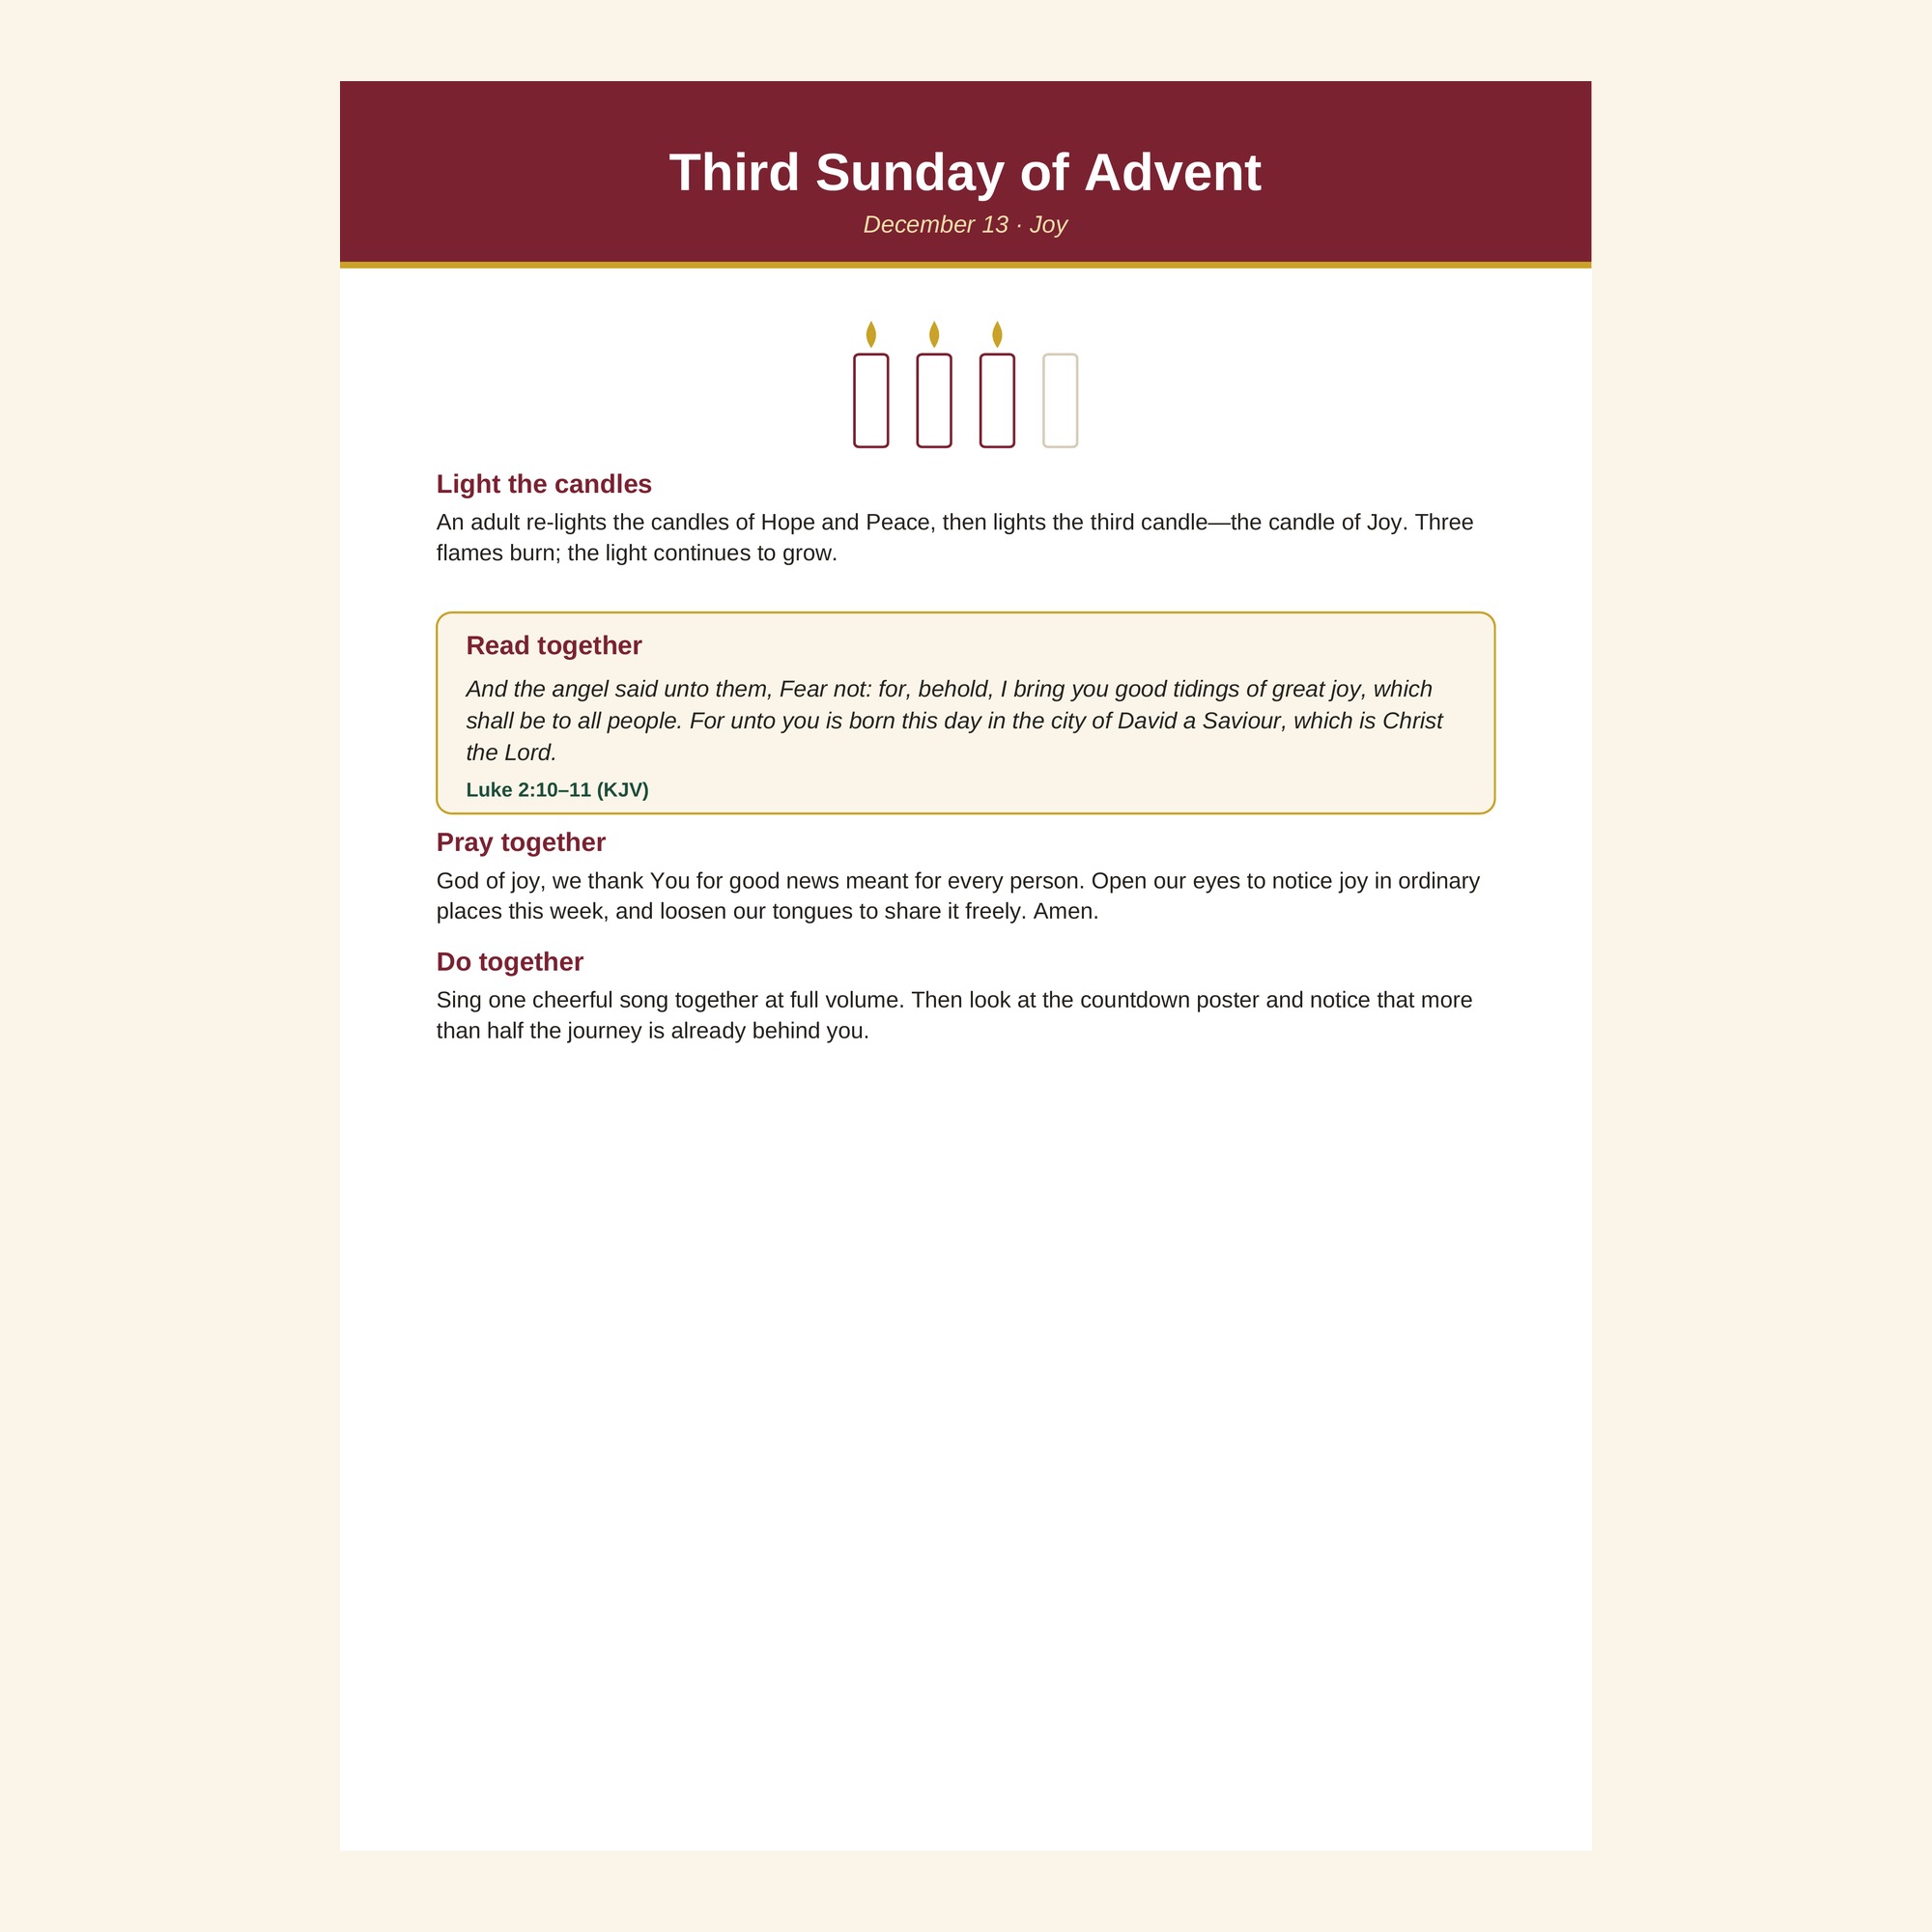 Third Sunday of Advent
December 13 · Joy
Light the candles
An adult re-lights the candles of Hope and Peace, then lights the third candle—the candle of Joy. Three
flames burn; the light continues to grow.
Read together
And the angel said unto them, Fear not: for, behold, I bring you good tidings of great joy, which
shall be to all people. For unto you is born this day in the city of David a Saviour, which is Christ
the Lord.
Luke 2:10–11 (KJV)
Pray together
God of joy, we thank You for good news meant for every person. Open our eyes to notice joy in ordinary
places this week, and loosen our tongues to share it freely. Amen.
Do together
Sing one cheerful song together at full volume. Then look at the countdown poster and notice that more
than half the journey is already behind you.